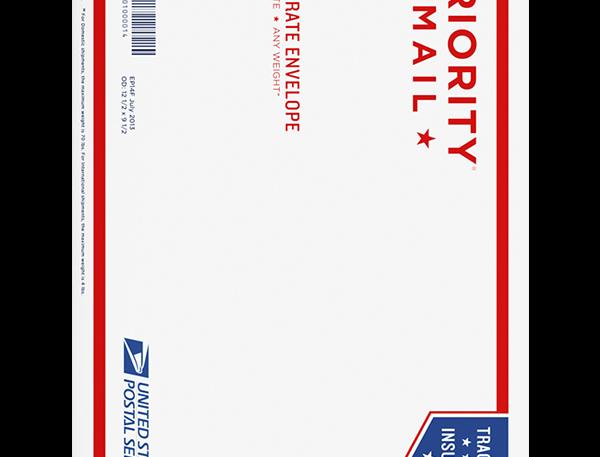 RIORITY®
MAIL ★
TRAC
INSU
RATE ENVELOPE
TE ★ ANY WEIGHT*
01000014
EP14F July 2013
OD: 12 1/2 x 9 1/2
UNITED ST
POSTAL SE
* For Domestic shipments, the maximum weight is 70 lbs. For international shipments, the maximum weight is 4 lbs.